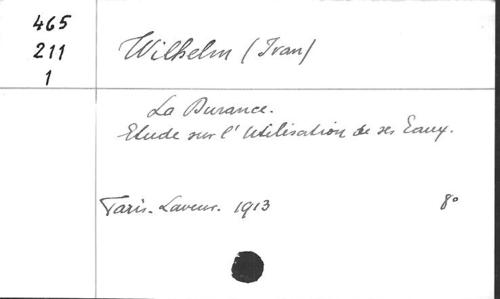 465
211
1
Wilhelm (Ivan)
La Durance.
Etude sur l'Utilisation de ses Eaux.
Paris. Laveur. 1913 8°